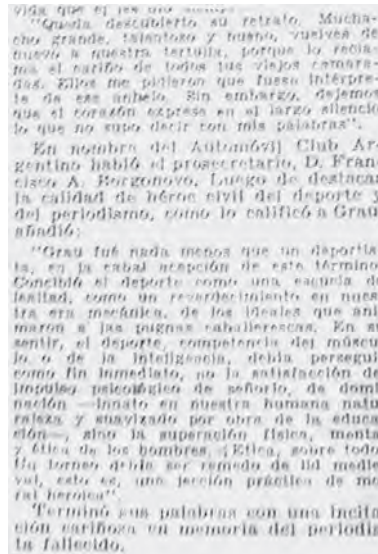 vida que el les dio
"Queda descubierto su retrato. Mucha-
cho grande, talentoso y bueno, vuelves de
nuevo a nuestra tertulia, porque lo recla-
ma el cariño de todos tus viejos camara-
das. Ellos me pidieron que fuese intérpre-
te de ese anhelo. Sin embargo, dejemos
que el corazón exprese en el largo silencio
lo que no supo decir con mis palabras".
En nombre del Automóvil Club Ar-
gentino habló el prosecretario, D. Fran-
cisco A. Borgonovo. Luego de destacar
la calidad de héroe civil del deporte y
del periodismo, como lo calificó a Grau
añadió:
"Grau fué nada menos que un deportis-
ta, en la cabal acepción de este término
Concibió el deporte como una escuela de
lealtad, como un reverdecimiento en nues-
tra era mecánica, de los ideales que ani-
maron a las pugnas caballerescas. En su
sentir, el deporte, competencia del múscu-
lo o de la inteligencia, debía persegui
como fin inmediato, no la satisfacción de
impulso psicológico de señorío, de domi-
nación —innato en nuestra humana natu
raleza y suavizado por obra de la educa
ción—, sino la superación física, menta
y ética de los hombres. ¡Etica, sobre todo
Un torneo debía ser remedo de lid medie
val, esto es, una lección práctica de mo
ral heroica".
Terminó sus palabras con una incita
ción cariñosa en memoria del periodis
ta fallecido.